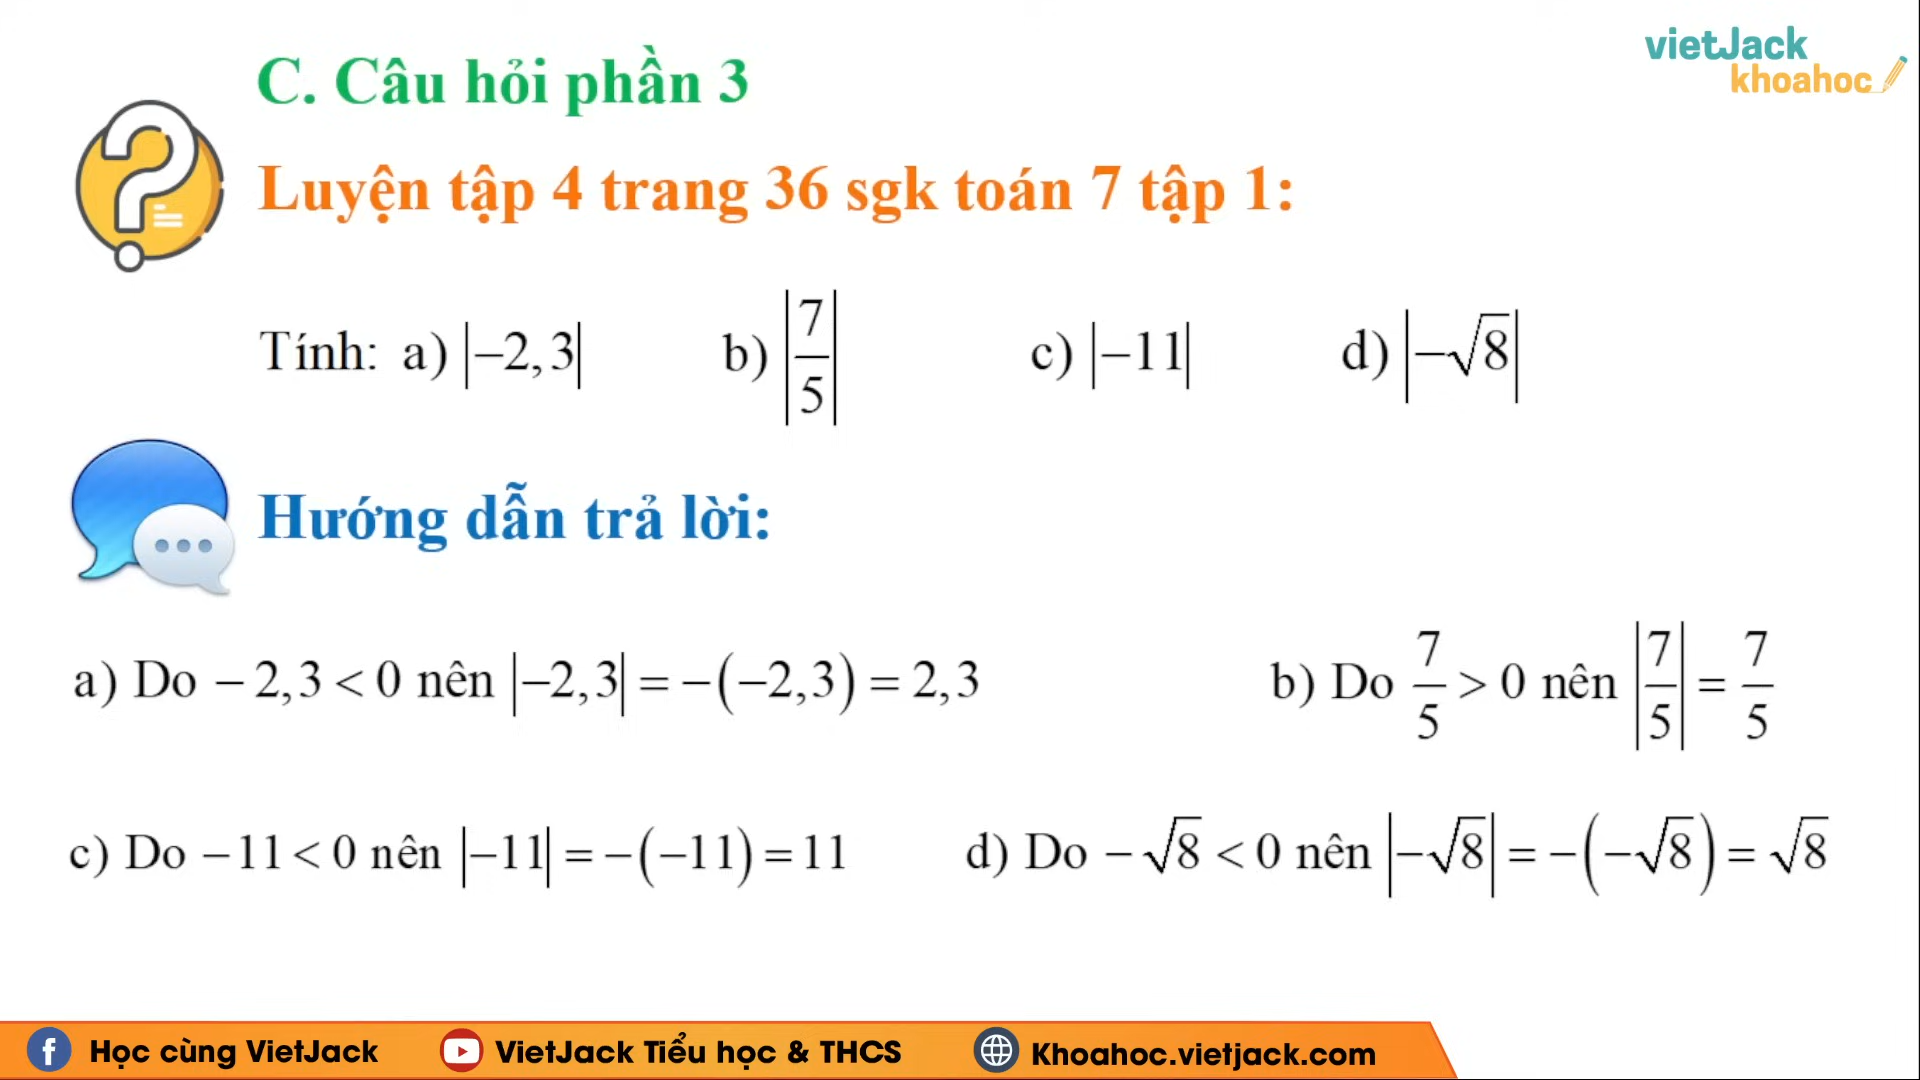 vietJack
khoahoc
C. Câu hỏi phần 3
Luyện tập 4 trang 36 sgk toán 7 tập 1:
Tính: a) |−2,3| b) |7/5| c) |−11| d) |−√8|
Hướng dẫn trả lời:
a) Do −2,3 < 0 nên |−2,3| = −(−2,3) = 2,3 b) Do 7/5 > 0 nên |7/5| = 7/5
c) Do −11 < 0 nên |−11| = −(−11) = 11 d) Do −√8 < 0 nên |−√8| = −(−√8) = √8
Học cùng VietJack VietJack Tiểu học & THCS Khoahoc.vietjack.com